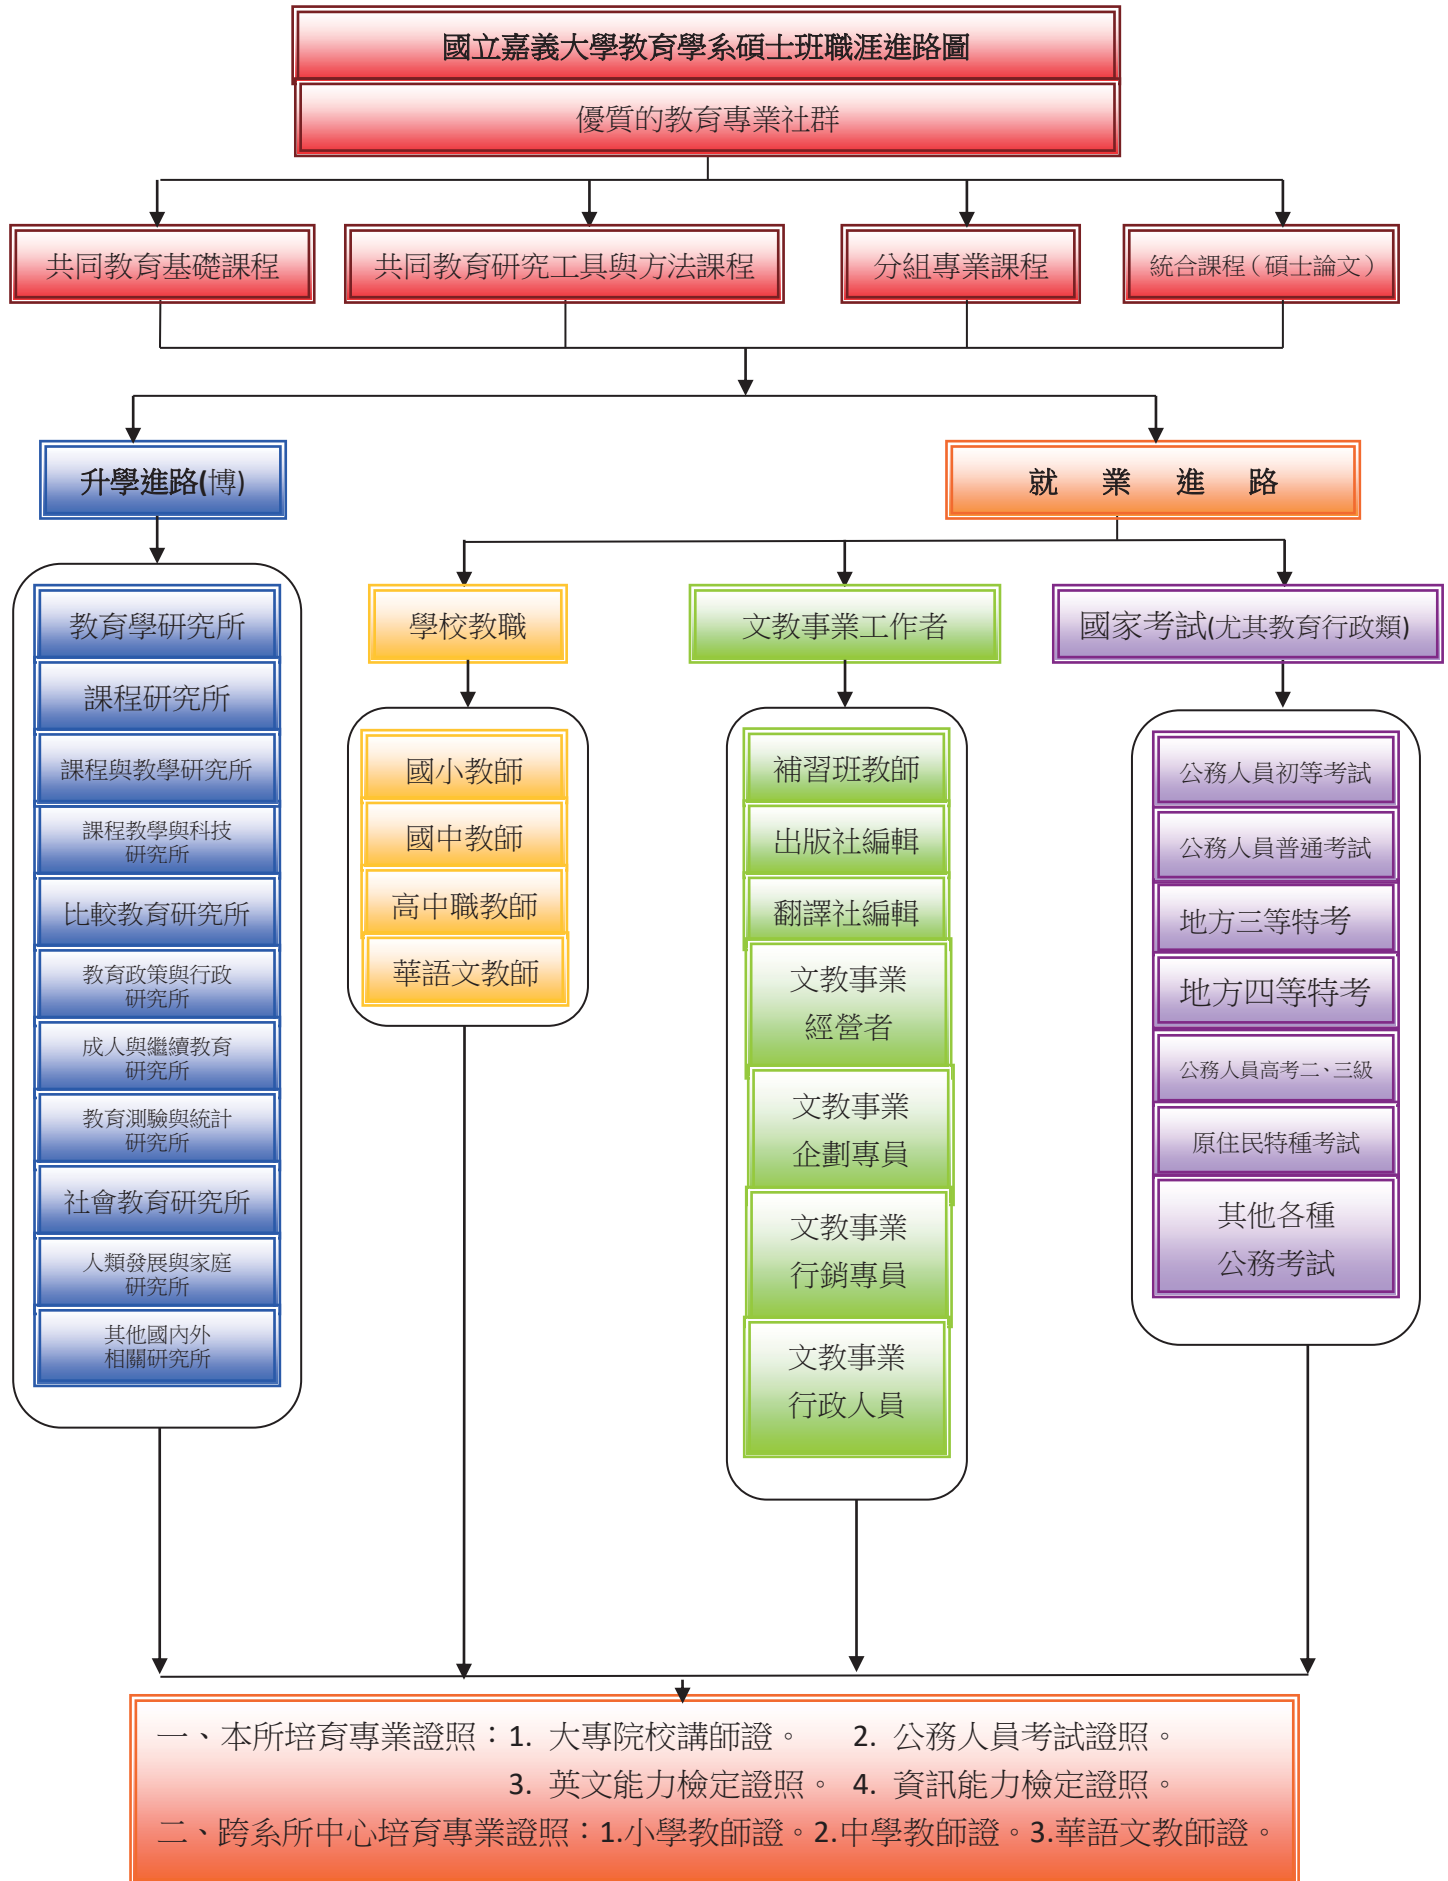 國立嘉義大學教育學系碩士班職涯進路圖
優質的教育專業社群
共同教育基礎課程
共同教育研究工具與方法課程
分組專業課程
統合課程（碩士論文）
升學進路(博)
就 業 進 路
教育學研究所
課程研究所
課程與教學研究所
課程教學與科技
研究所
比較教育研究所
教育政策與行政
研究所
成人與繼續教育
研究所
教育測驗與統計
研究所
社會教育研究所
人類發展與家庭
研究所
其他國內外
相關研究所
學校教職
國小教師
國中教師
高中職教師
華語文教師
文教事業工作者
補習班教師
出版社編輯
翻譯社編輯
文教事業
經營者
文教事業
企劃專員
文教事業
行銷專員
文教事業
行政人員
國家考試(尤其教育行政類)
公務人員初等考試
公務人員普通考試
地方三等特考
地方四等特考
公務人員高考二、三級
原住民特種考試
其他各種
公務考試
一、本所培育專業證照：1. 大專院校講師證。 2. 公務人員考試證照。
3. 英文能力檢定證照。 4. 資訊能力檢定證照。
二、跨系所中心培育專業證照：1.小學教師證。2.中學教師證。3.華語文教師證。